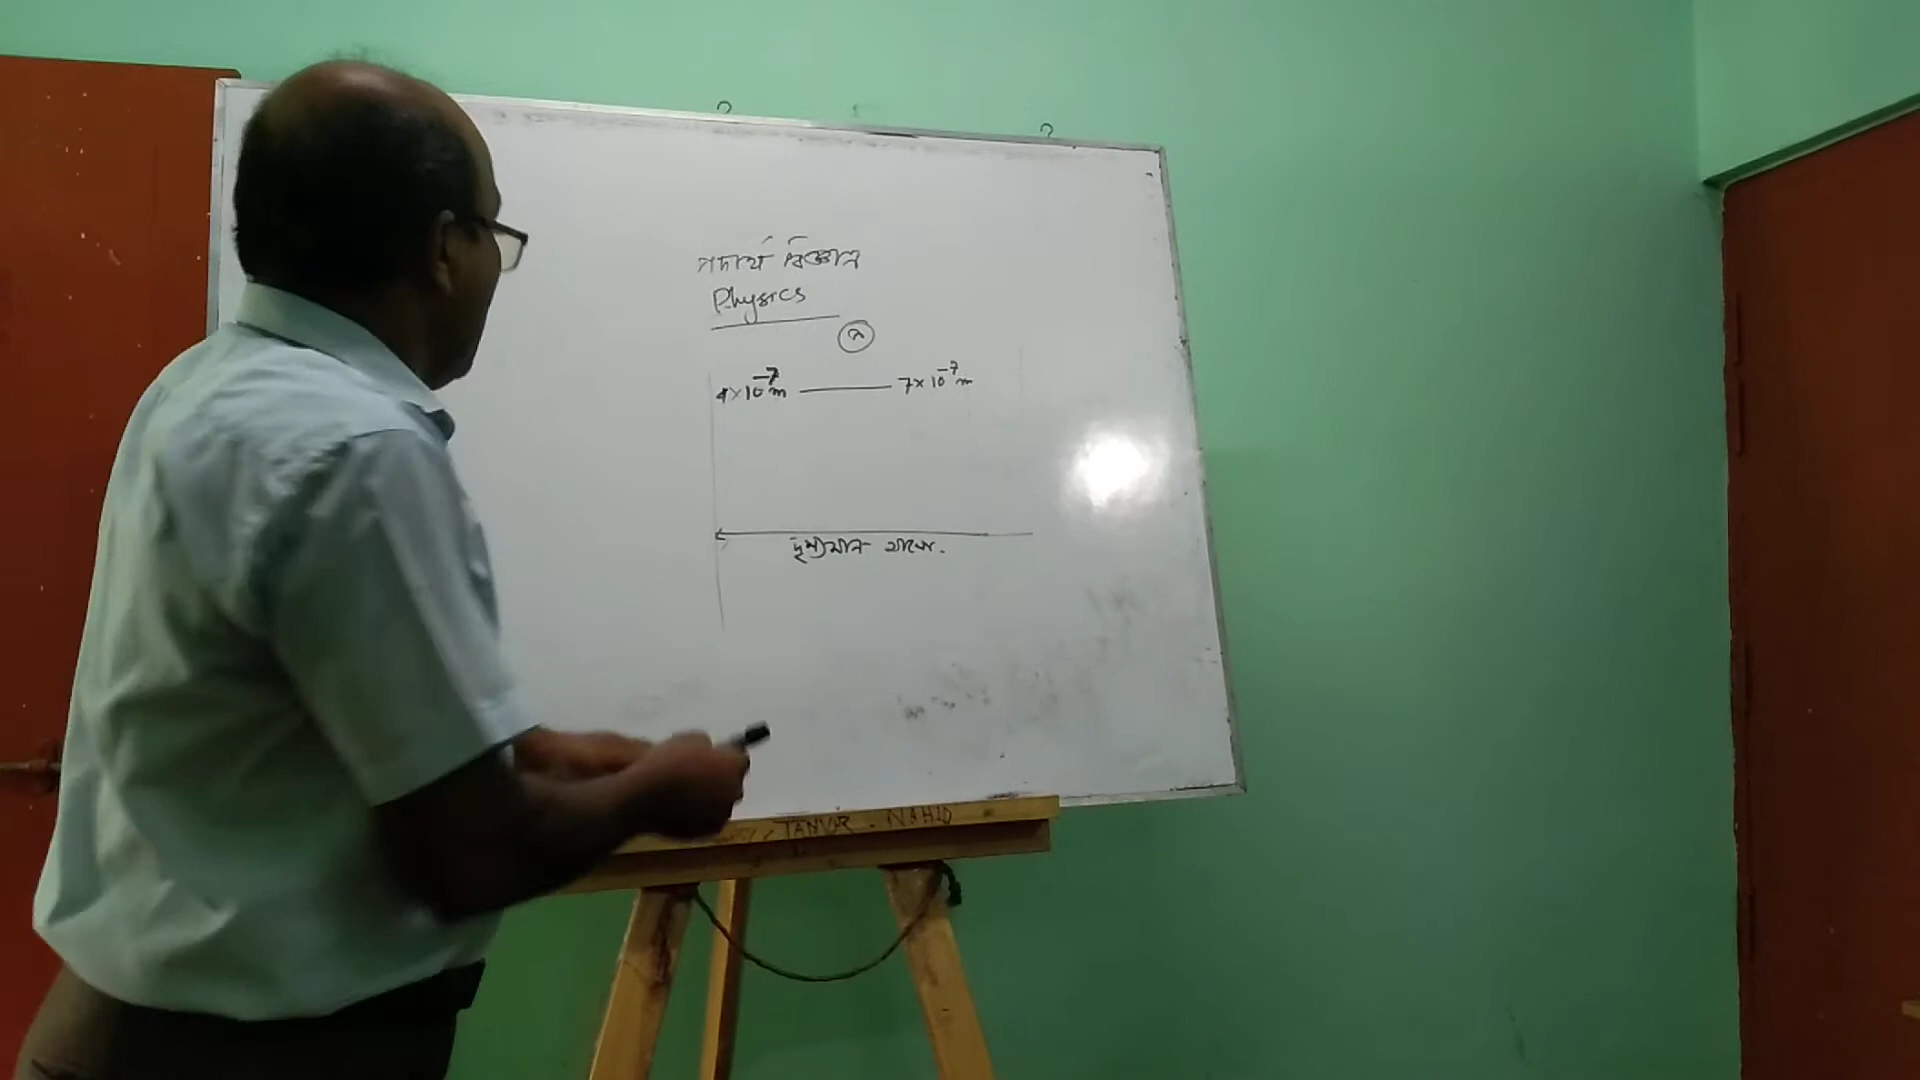 পদার্থ বিজ্ঞান
Physics
4×10⁻⁷m —— 7×10⁻⁷m
দৃশ্যমান আলো.
TANVIR - NAHID